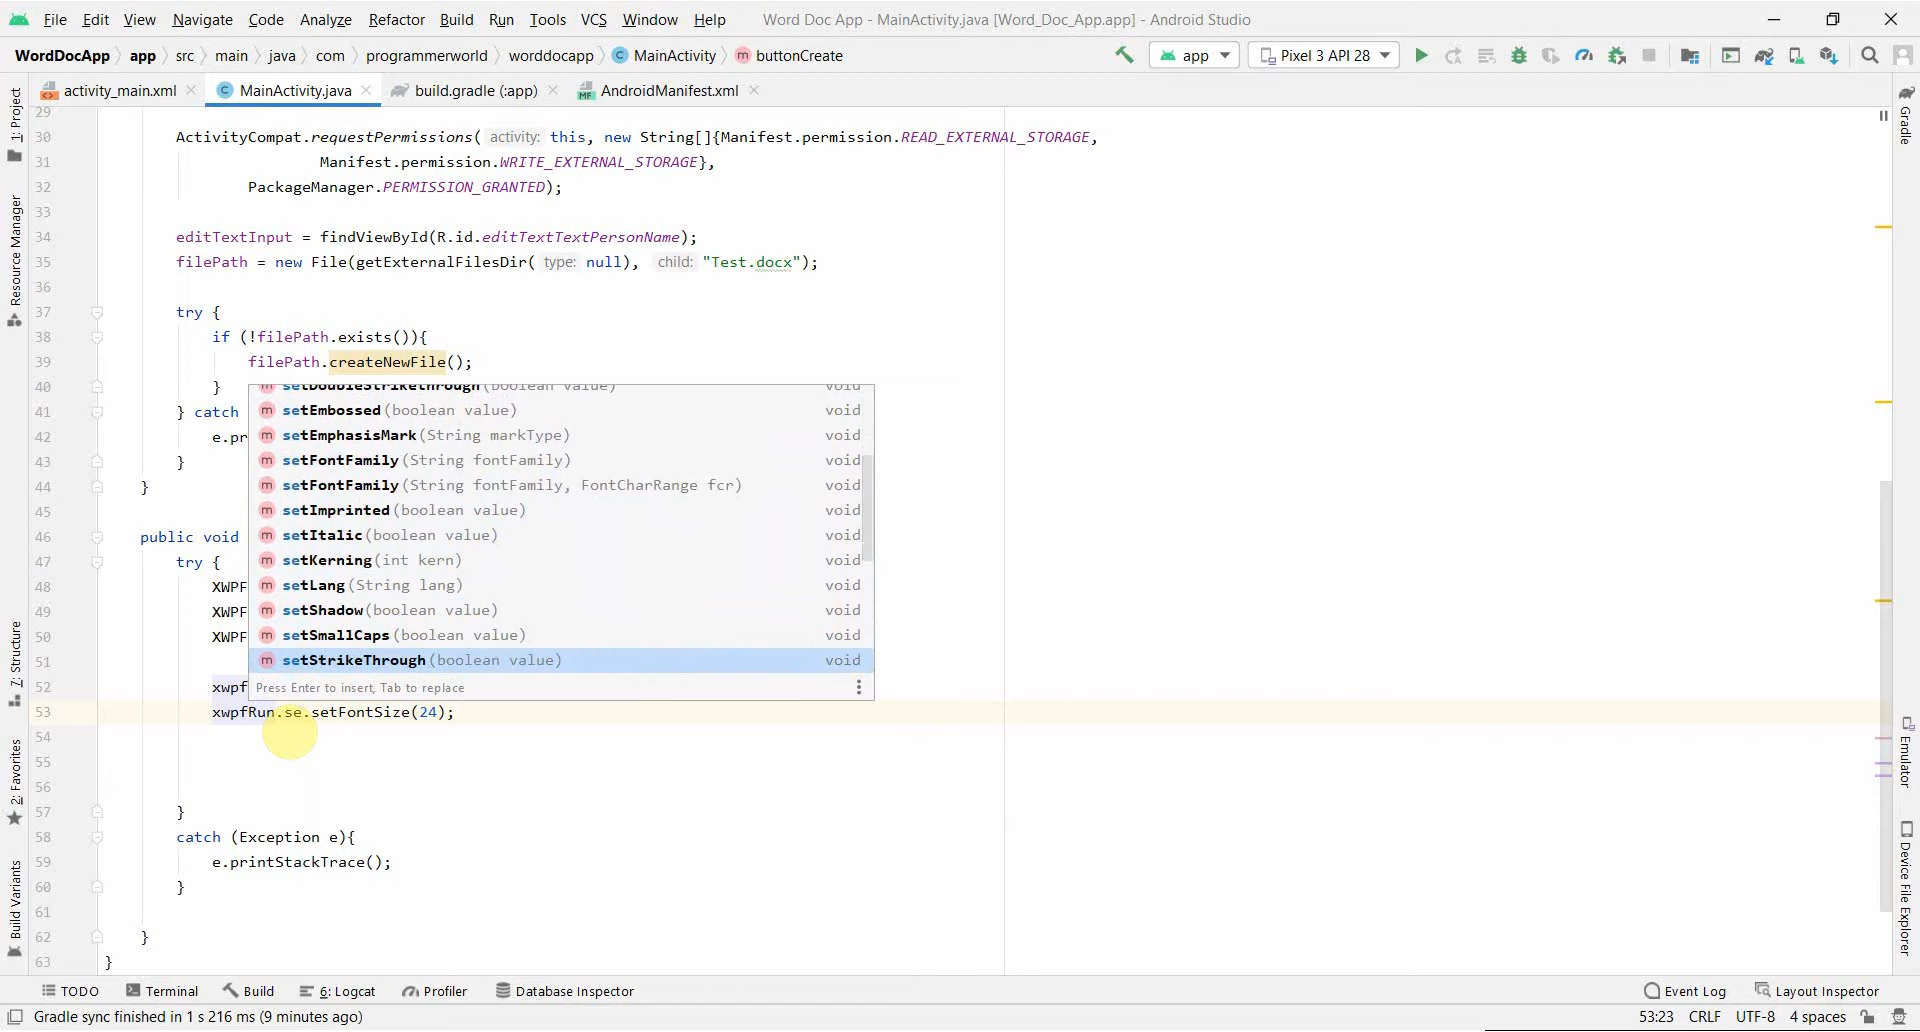 File Edit View Navigate Code Analyze Refactor Build Run Tools VCS Window Help Word Doc App - MainActivity.java [Word_Doc_App.app] - Android Studio
WordDocApp app src main java com programmerworld worddocapp C MainActivity m buttonCreate app Pixel 3 API 28
activity_main.xml C MainActivity.java build.gradle (:app) MF AndroidManifest.xml
29
30 ActivityCompat.requestPermissions( activity: this, new String[]{Manifest.permission.READ_EXTERNAL_STORAGE,
31 Manifest.permission.WRITE_EXTERNAL_STORAGE},
32 PackageManager.PERMISSION_GRANTED);
33
34 editTextInput = findViewById(R.id.editTextTextPersonName);
35 filePath = new File(getExternalFilesDir( type: null), child: "Test.docx");
36
37 try {
38 if (!filePath.exists()){
39 filePath.createNewFile();
40 }
m setDoubleStrikethrough(boolean value) void
41 } catch
m setEmbossed(boolean value) void
42 e.pr
m setEmphasisMark(String markType) void
43 }
m setFontFamily(String fontFamily) void
44 }
m setFontFamily(String fontFamily, FontCharRange fcr) void
45
m setImprinted(boolean value) void
46 public void
m setItalic(boolean value) void
47 try {
m setKerning(int kern) void
48 XWPF
m setLang(String lang) void
49 XWPF
m setShadow(boolean value) void
50 XWPF
m setSmallCaps(boolean value) void
51
m setStrikeThrough(boolean value) void
52 xwpf
Press Enter to insert, Tab to replace
53 xwpfRun.se.setFontSize(24);
54
55
56
57 }
58 catch (Exception e){
59 e.printStackTrace();
60 }
61
62 }
63 }
1: Project
Resource Manager
7: Structure
2: Favorites
Build Variants
Gradle
Emulator
Device File Explorer
TODO Terminal Build 6: Logcat Profiler Database Inspector Event Log Layout Inspector
Gradle sync finished in 1 s 216 ms (9 minutes ago) 53:23 CRLF UTF-8 4 spaces